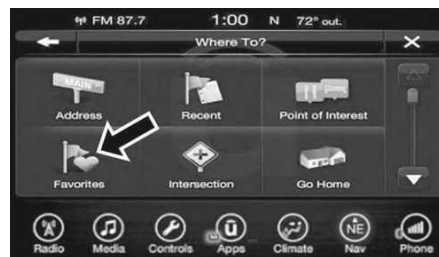 FM 87.7 1:00 N 72° out.
Where To?
MAIN
Address Recent Point of Interest
Favorites Intersection Go Home
NE
Radio Media Controls Apps Climate Nav Phone